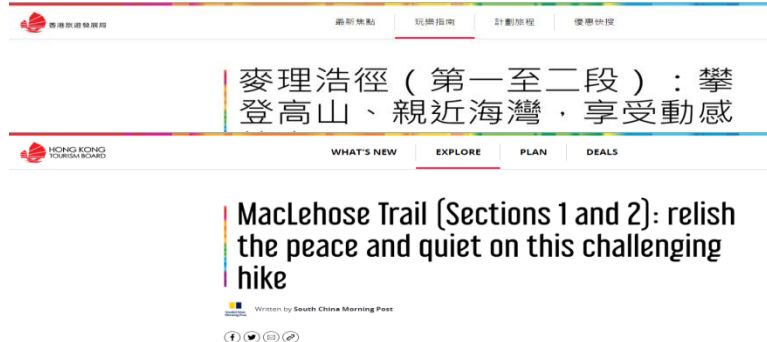 香港旅遊發展局
最新焦點 玩樂指南 計劃旅程 優惠快搜
麥理浩徑（第一至二段）：攀
登高山、親近海灣，享受動感
HONG KONG
TOURISM BOARD
WHAT'S NEW EXPLORE PLAN DEALS
MacLehose Trail (Sections 1 and 2): relish
the peace and quiet on this challenging
hike
Written by South China Morning Post